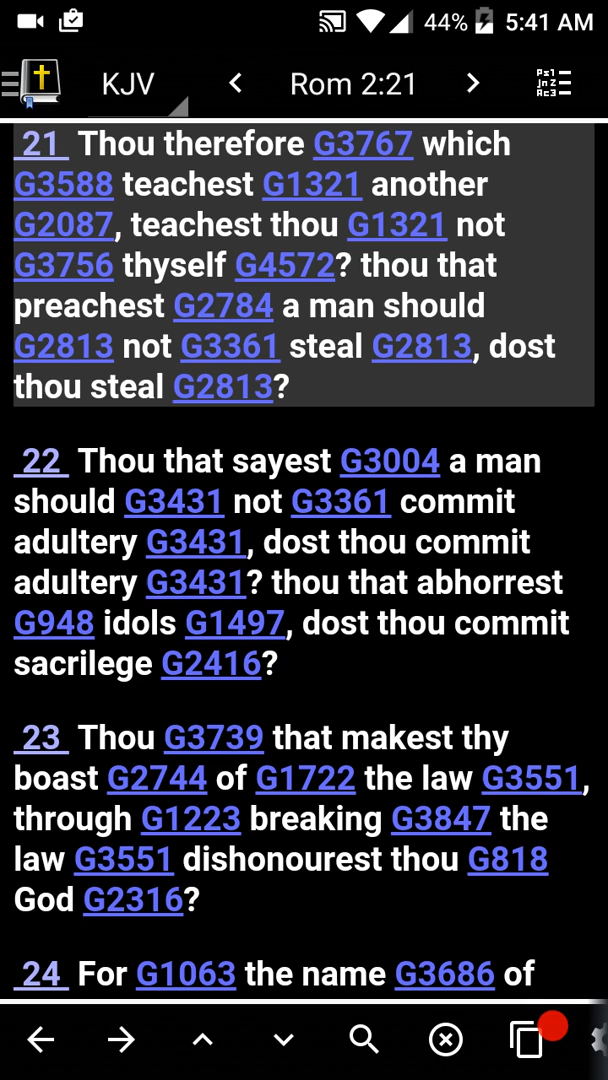 44% 5:41 AM
KJV Rom 2:21 Ps1 JnZ Ac3
21 Thou therefore G3767 which
G3588 teachest G1321 another
G2087, teachest thou G1321 not
G3756 thyself G4572? thou that
preachest G2784 a man should
G2813 not G3361 steal G2813, dost
thou steal G2813?
22 Thou that sayest G3004 a man
should G3431 not G3361 commit
adultery G3431, dost thou commit
adultery G3431? thou that abhorrest
G948 idols G1497, dost thou commit
sacrilege G2416?
23 Thou G3739 that makest thy
boast G2744 of G1722 the law G3551,
through G1223 breaking G3847 the
law G3551 dishonourest thou G818
God G2316?
24 For G1063 the name G3686 of